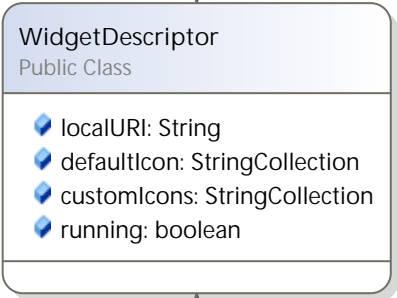 WidgetDescriptor
Public Class
localURI: String
defaultIcon: StringCollection
customIcons: StringCollection
running: boolean